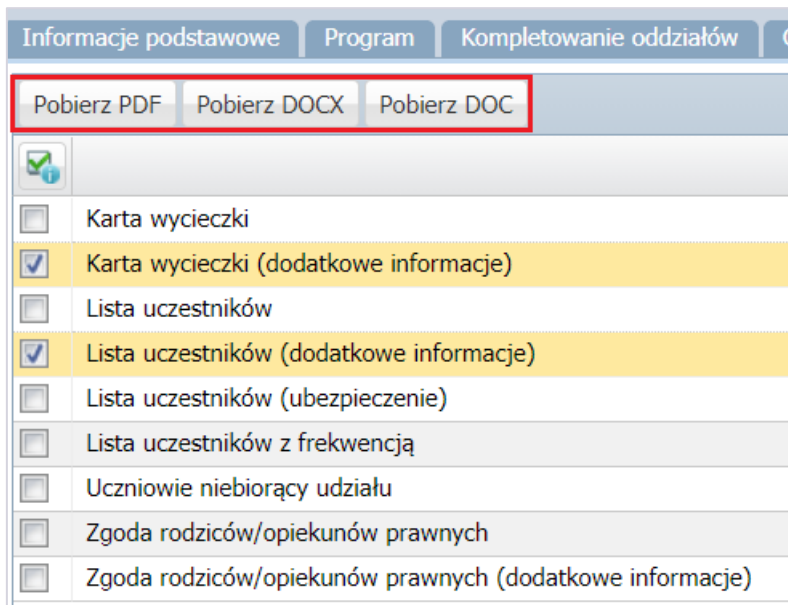 Informacje podstawowe Program Kompletowanie oddziałów
Pobierz PDF Pobierz DOCX Pobierz DOC
Karta wycieczki
Karta wycieczki (dodatkowe informacje)
Lista uczestników
Lista uczestników (dodatkowe informacje)
Lista uczestników (ubezpieczenie)
Lista uczestników z frekwencją
Uczniowie niebiorący udziału
Zgoda rodziców/opiekunów prawnych
Zgoda rodziców/opiekunów prawnych (dodatkowe informacje)